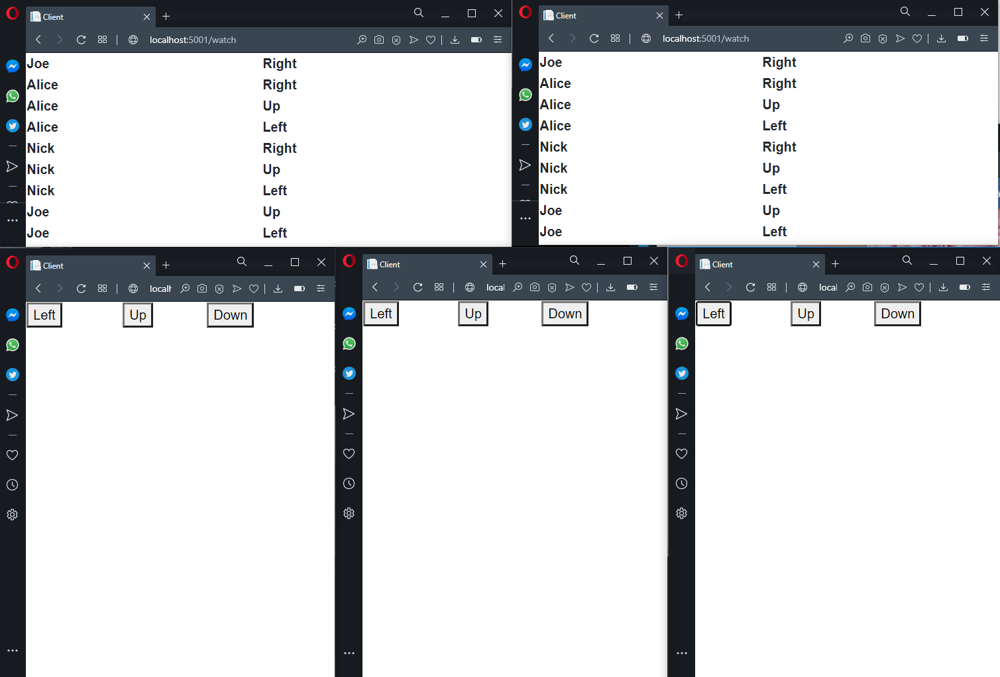 Client
localhost:5001/watch
Joe Right
Alice Right
Alice Up
Alice Left
Nick Right
Nick Up
Nick Left
Joe Up
Joe Left
Client
localhost:5001/watch
Joe Right
Alice Right
Alice Up
Alice Left
Nick Right
Nick Up
Nick Left
Joe Up
Joe Left
Client
localh
Left Up Down
Client
local
Left Up Down
Client
local
Left Up Down